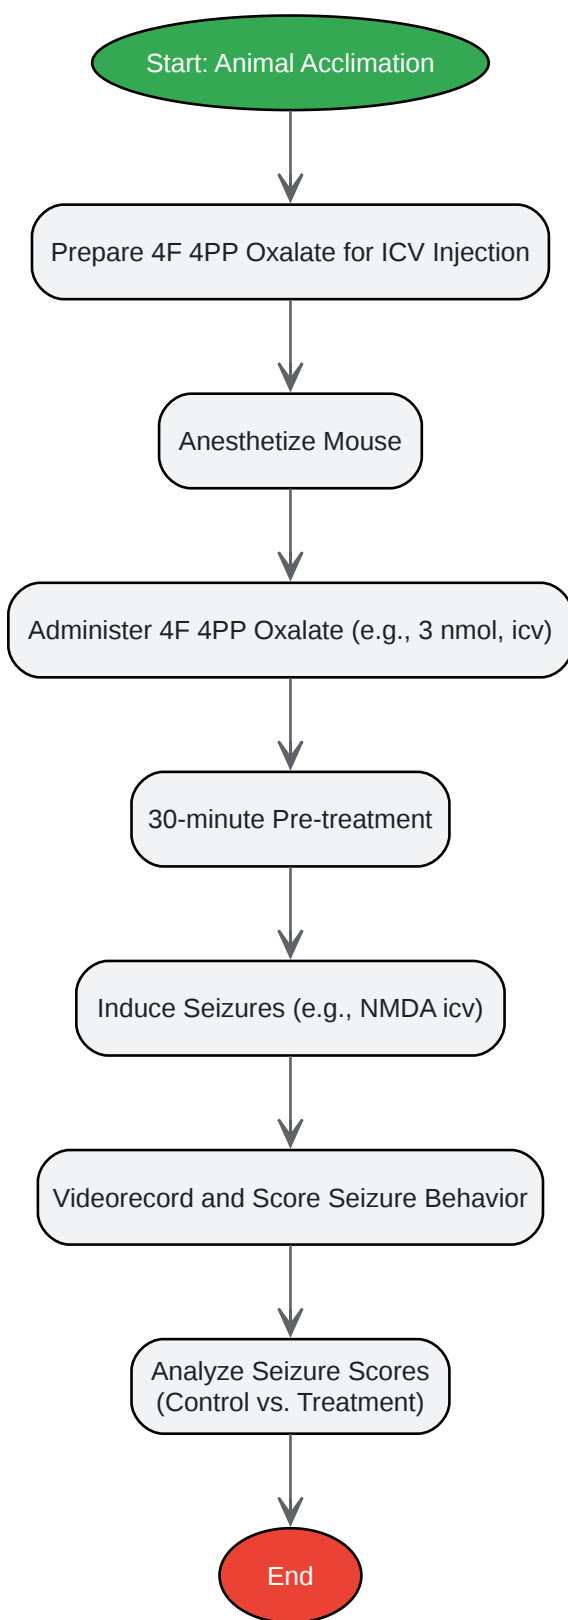 Start: Animal Acclimation
Prepare 4F 4PP Oxalate for ICV Injection
Anesthetize Mouse
Administer 4F 4PP Oxalate (e.g., 3 nmol, icv)
30-minute Pre-treatment
Induce Seizures (e.g., NMDA icv)
Videorecord and Score Seizure Behavior
Analyze Seizure Scores
(Control vs. Treatment)
End